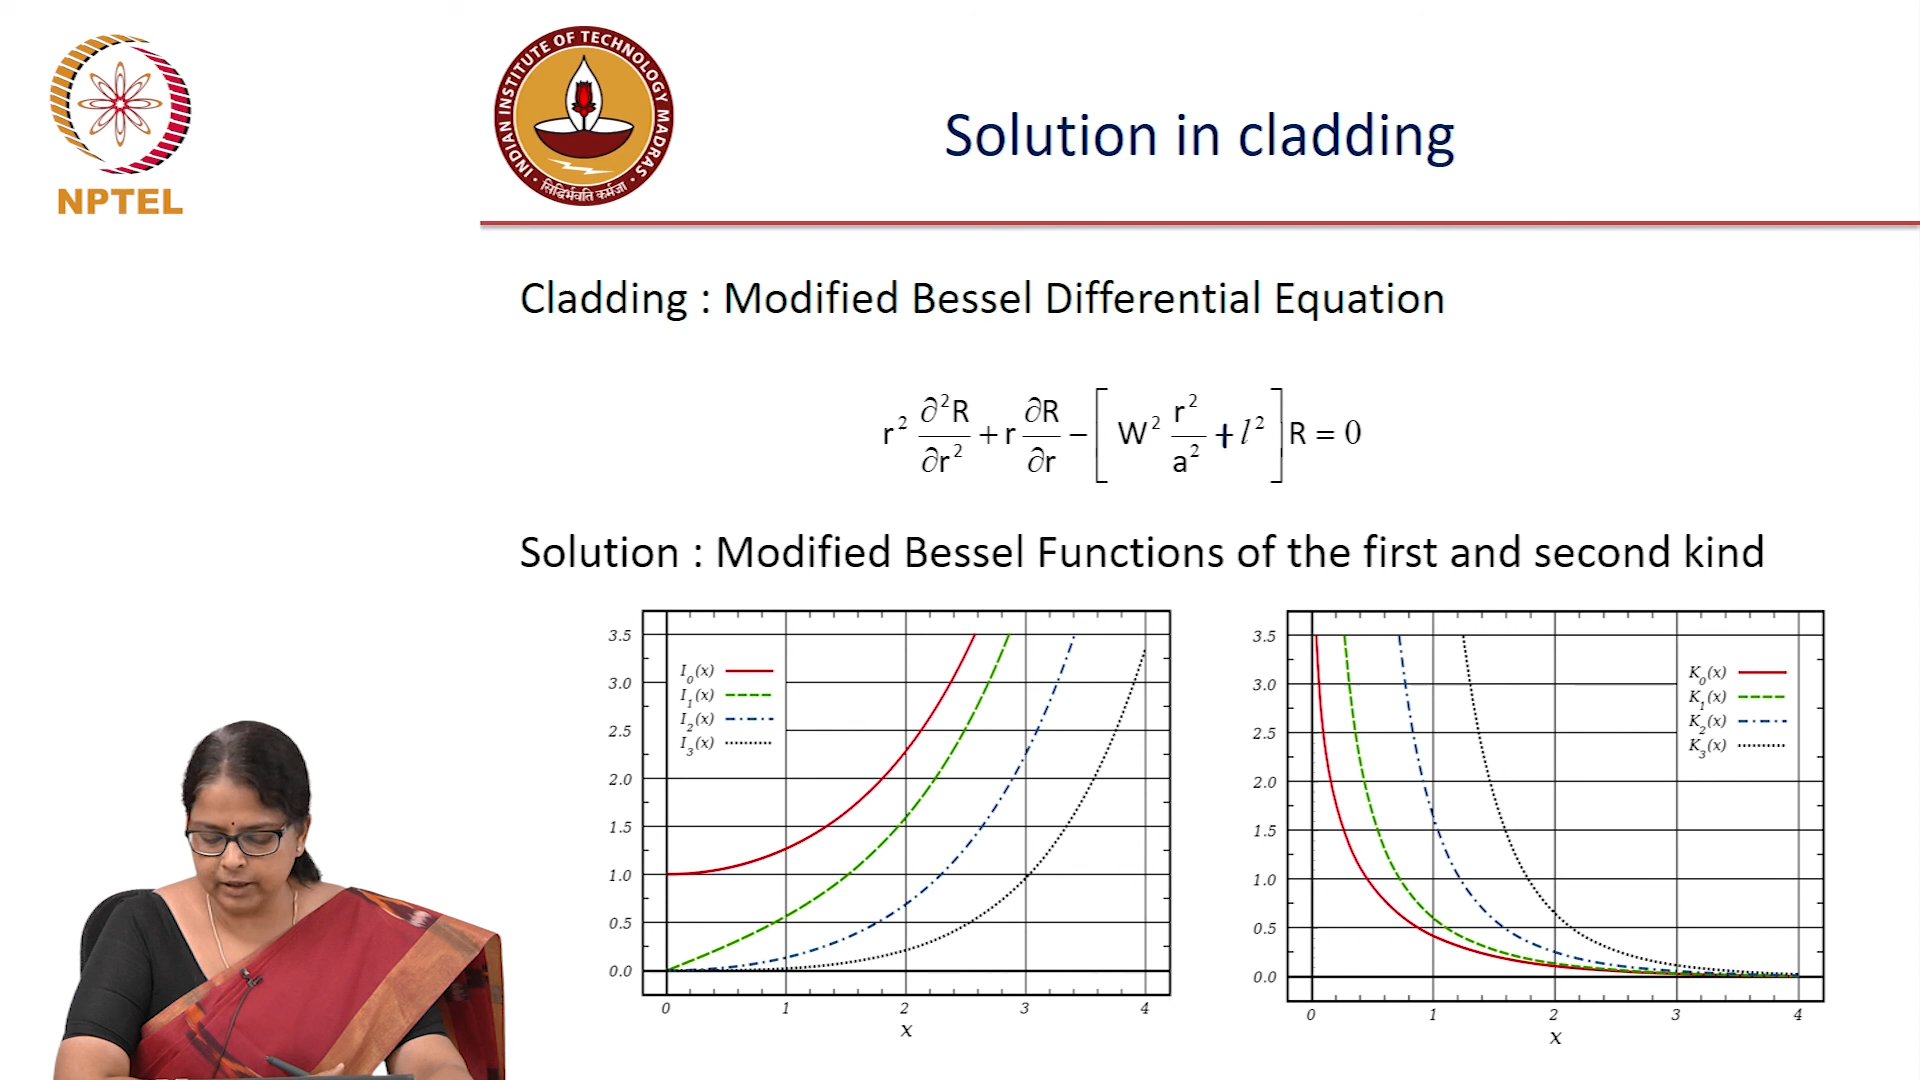 NPTEL
INDIAN INSTITUTE OF TECHNOLOGY MADRAS
सिद्धिर्भवति कर्मजा
Solution in cladding
Cladding : Modified Bessel Differential Equation
r² ∂²R/∂r² + r ∂R/∂r − [ W² r²/a² + l² ] R = 0
Solution : Modified Bessel Functions of the first and second kind
3.5
3.0
2.5
2.0
1.5
1.0
0.5
0.0
I₀(x)
I₁(x)
I₂(x)
I₃(x)
0 1 2 3 4
x
3.5
3.0
2.5
2.0
1.5
1.0
0.5
0.0
K₀(x)
K₁(x)
K₂(x)
K₃(x)
0 1 2 3 4
x